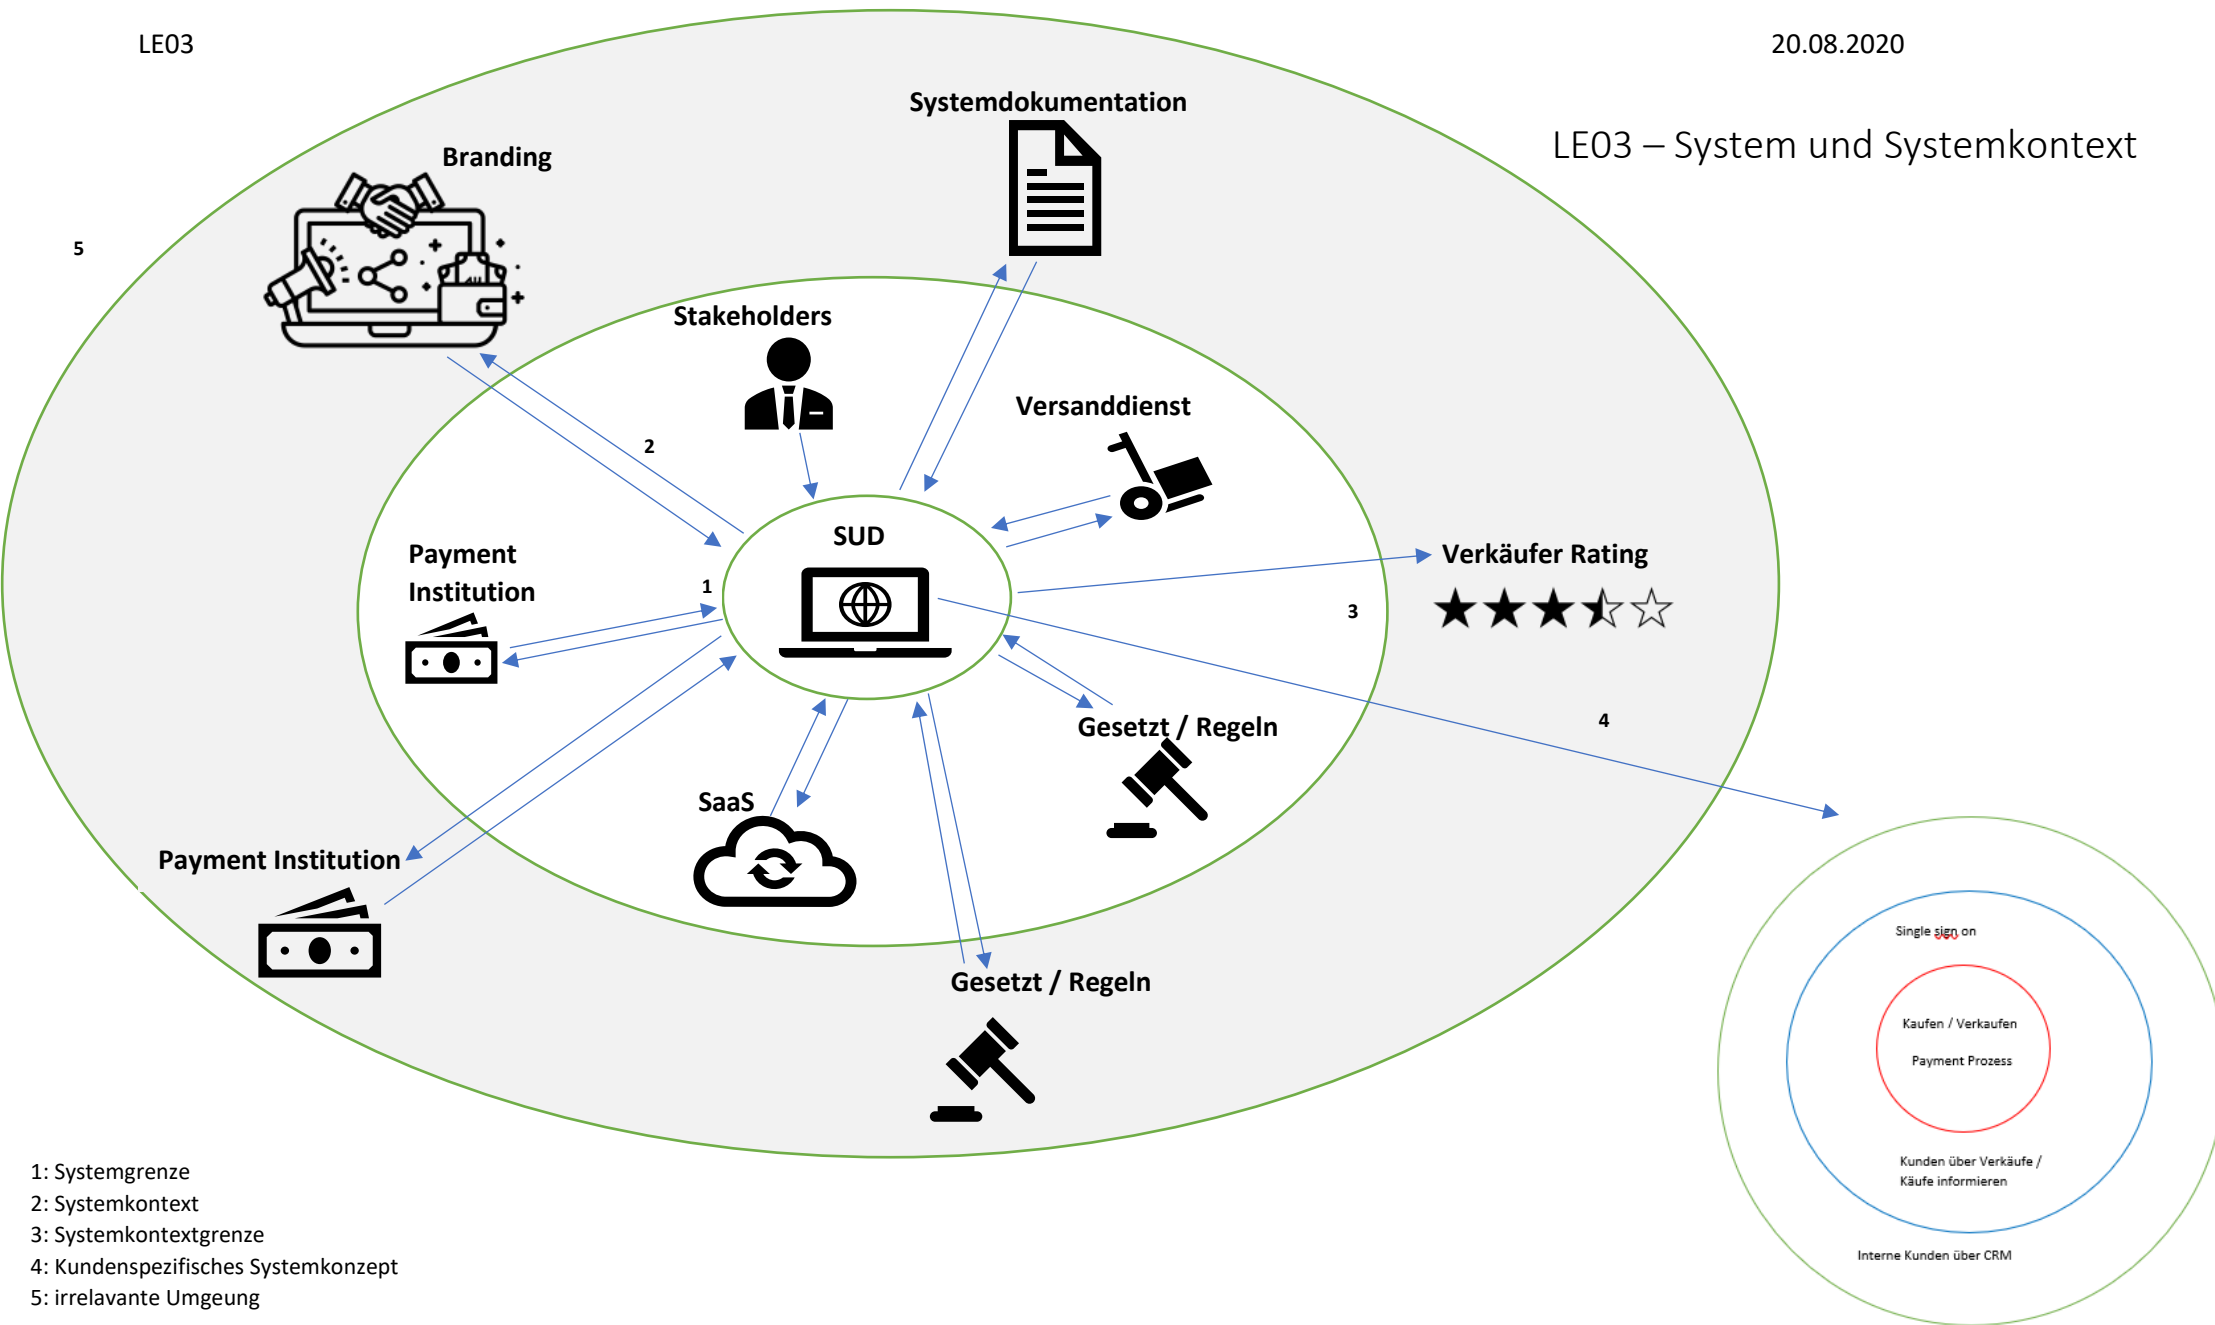 LE03
20.08.2020
LE03 – System und Systemkontext
Systemdokumentation
Branding
5
Stakeholders
Versanddienst
2
SUD
Payment
Institution
1
Verkäufer Rating
3
Gesetzt / Regeln
4
SaaS
Payment Institution
Gesetzt / Regeln
Single sign on
Kaufen / Verkaufen
Payment Prozess
Kunden über Verkäufe /
Käufe informieren
Interne Kunden über CRM
1: Systemgrenze
2: Systemkontext
3: Systemkontextgrenze
4: Kundenspezifisches Systemkonzept
5: irrelavante Umgeung